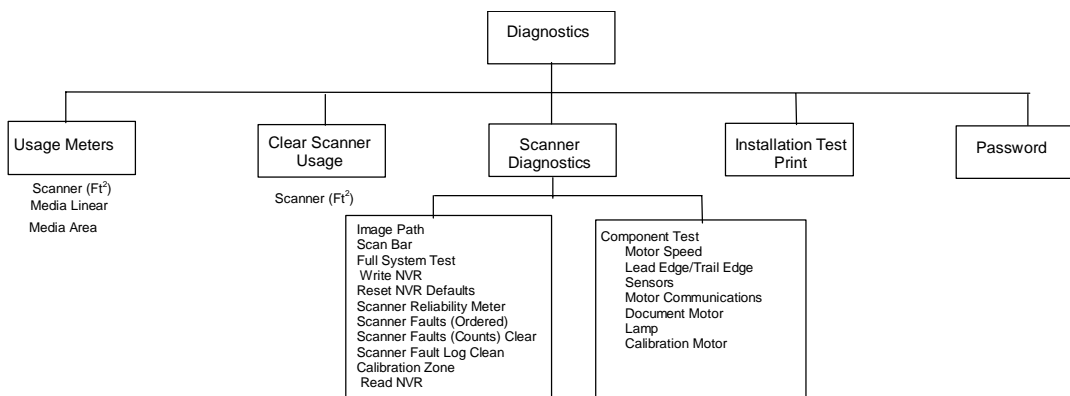 Diagnostics
Usage Meters
Scanner (Ft²)
Media Linear
Media Area
Clear Scanner
Usage
Scanner (Ft²)
Scanner
Diagnostics
Installation Test
Print
Password
Image Path
Scan Bar
Full System Test
Write NVR
Reset NVR Defaults
Scanner Reliability Meter
Scanner Faults (Ordered)
Scanner Faults (Counts) Clear
Scanner Fault Log Clean
Calibration Zone
Read NVR
Component Test
Motor Speed
Lead Edge/Trail Edge
Sensors
Motor Communications
Document Motor
Lamp
Calibration Motor